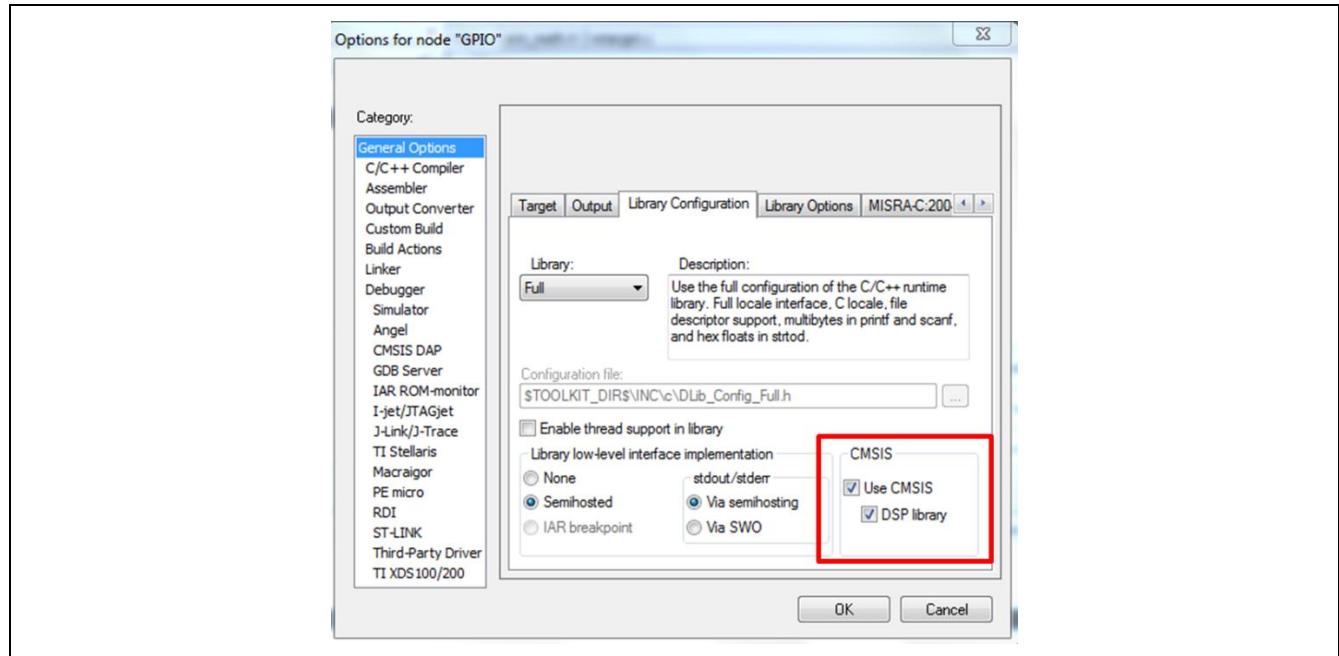 Options for node "GPIO"
Category:
General Options
C/C++ Compiler
Assembler
Output Converter
Custom Build
Build Actions
Linker
Debugger
Simulator
Angel
CMSIS DAP
GDB Server
IAR ROM-monitor
I-jet/JTAGjet
J-Link/J-Trace
TI Stellaris
Macraigor
PE micro
RDI
ST-LINK
Third-Party Driver
TI XDS100/200
Target Output Library Configuration Library Options MISRA-C:200
Library:
Full
Description:
Use the full configuration of the C/C++ runtime
library. Full locale interface, C locale, file
descriptor support, multibytes in printf and scanf,
and hex floats in strtod.
Configuration file:
$TOOLKIT_DIR$\INC\c\DLib_Config_Full.h
...
Enable thread support in library
Library low-level interface implementation
None
Semihosted
IAR breakpoint
stdout/stderr
Via semihosting
Via SWO
CMSIS
Use CMSIS
DSP library
OK Cancel